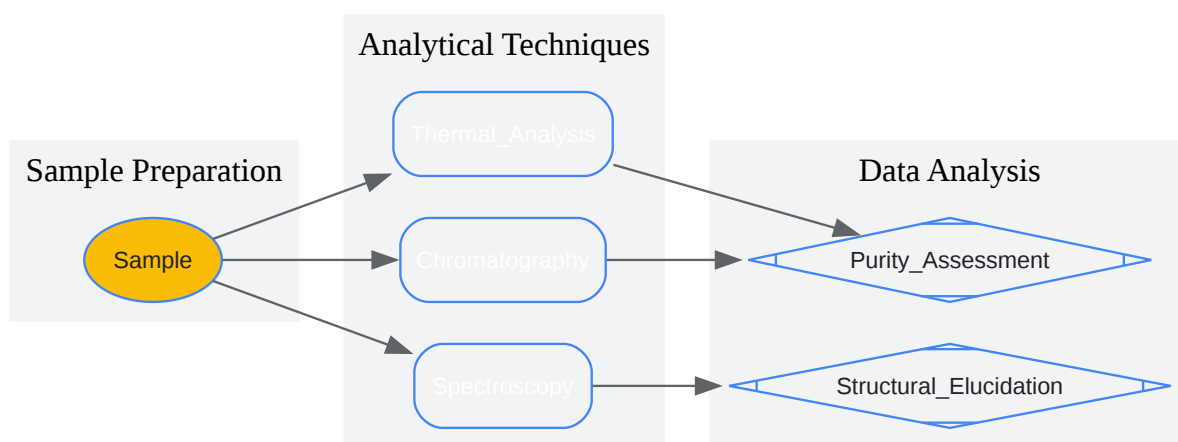 Sample Preparation
Sample
Analytical Techniques
Thermal_Analysis
Chromatography
Spectroscopy
Data Analysis
Purity_Assessment
Structural_Elucidation